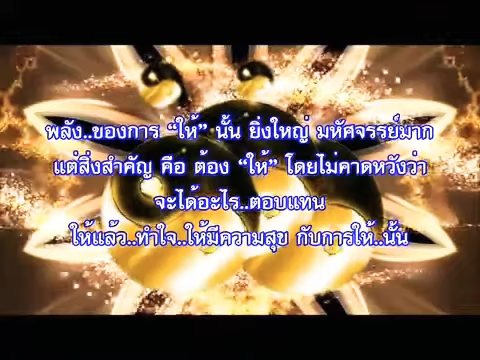 พลัง..ของการ “ให้” นั้น ยิ่งใหญ่ มหัศจรรย์มาก
แต่สิ่งสำคัญ คือ ต้อง “ให้” โดยไม่คาดหวังว่า
จะได้อะไร..ตอบแทน
ให้แล้ว..ทำใจ..ให้มีความสุข กับการให้..นั้น